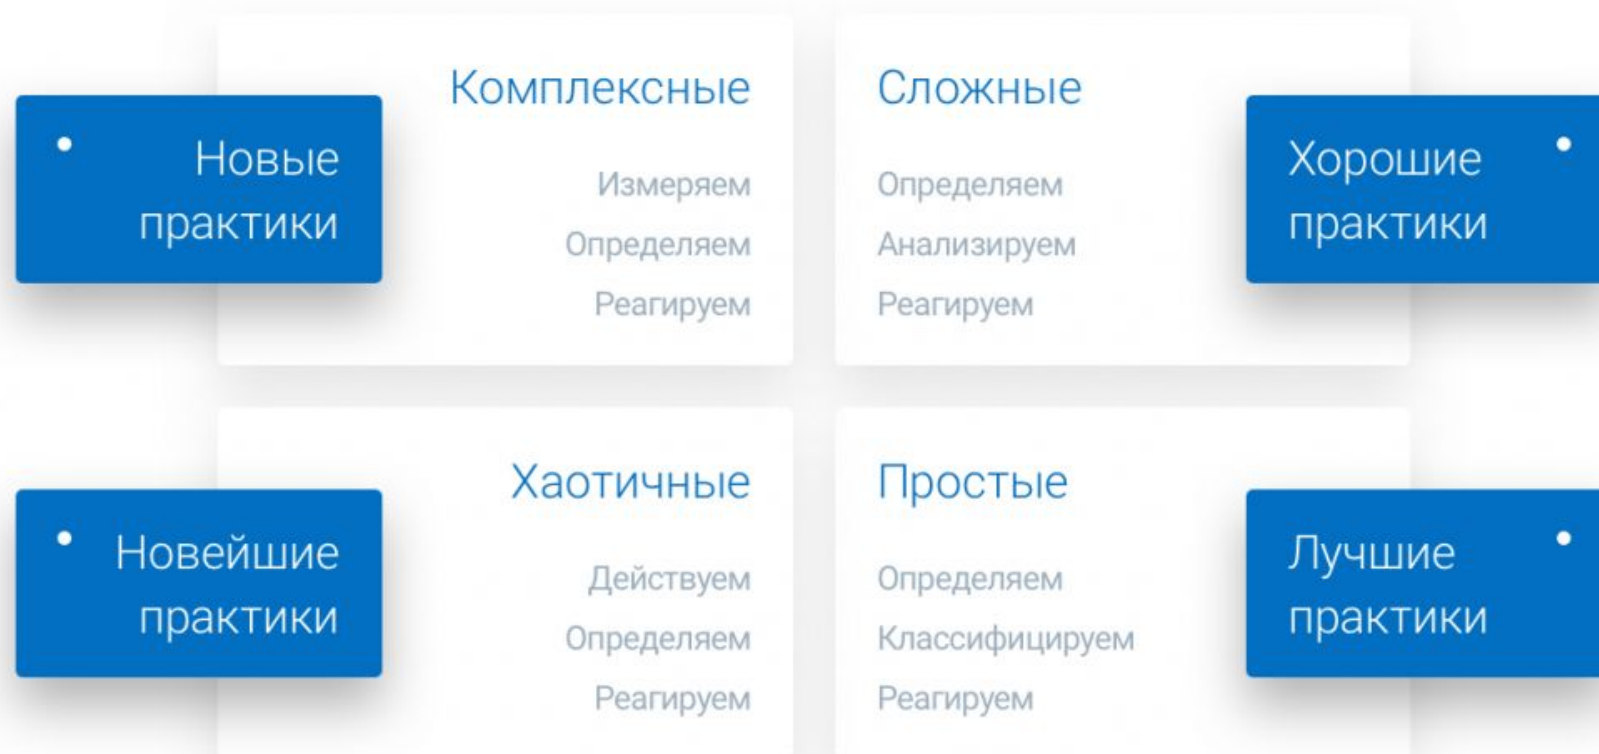 Комплексные
Новые
практики
Измеряем
Определяем
Реагируем
Сложные
Определяем
Анализируем
Реагируем
Хорошие
практики
Хаотичные
Новейшие
практики
Действуем
Определяем
Реагируем
Простые
Определяем
Классифицируем
Реагируем
Лучшие
практики